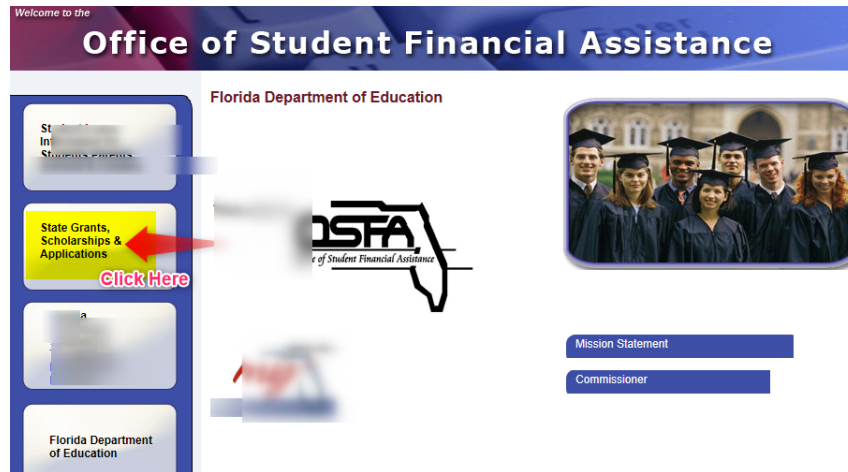 Welcome to the
Office of Student Financial Assistance
Florida Department of Education
State Grants,
Scholarships &
Applications
Click Here
OSFA
of Student Financial Assistance
Mission Statement
Commissioner
Florida Department
of Education